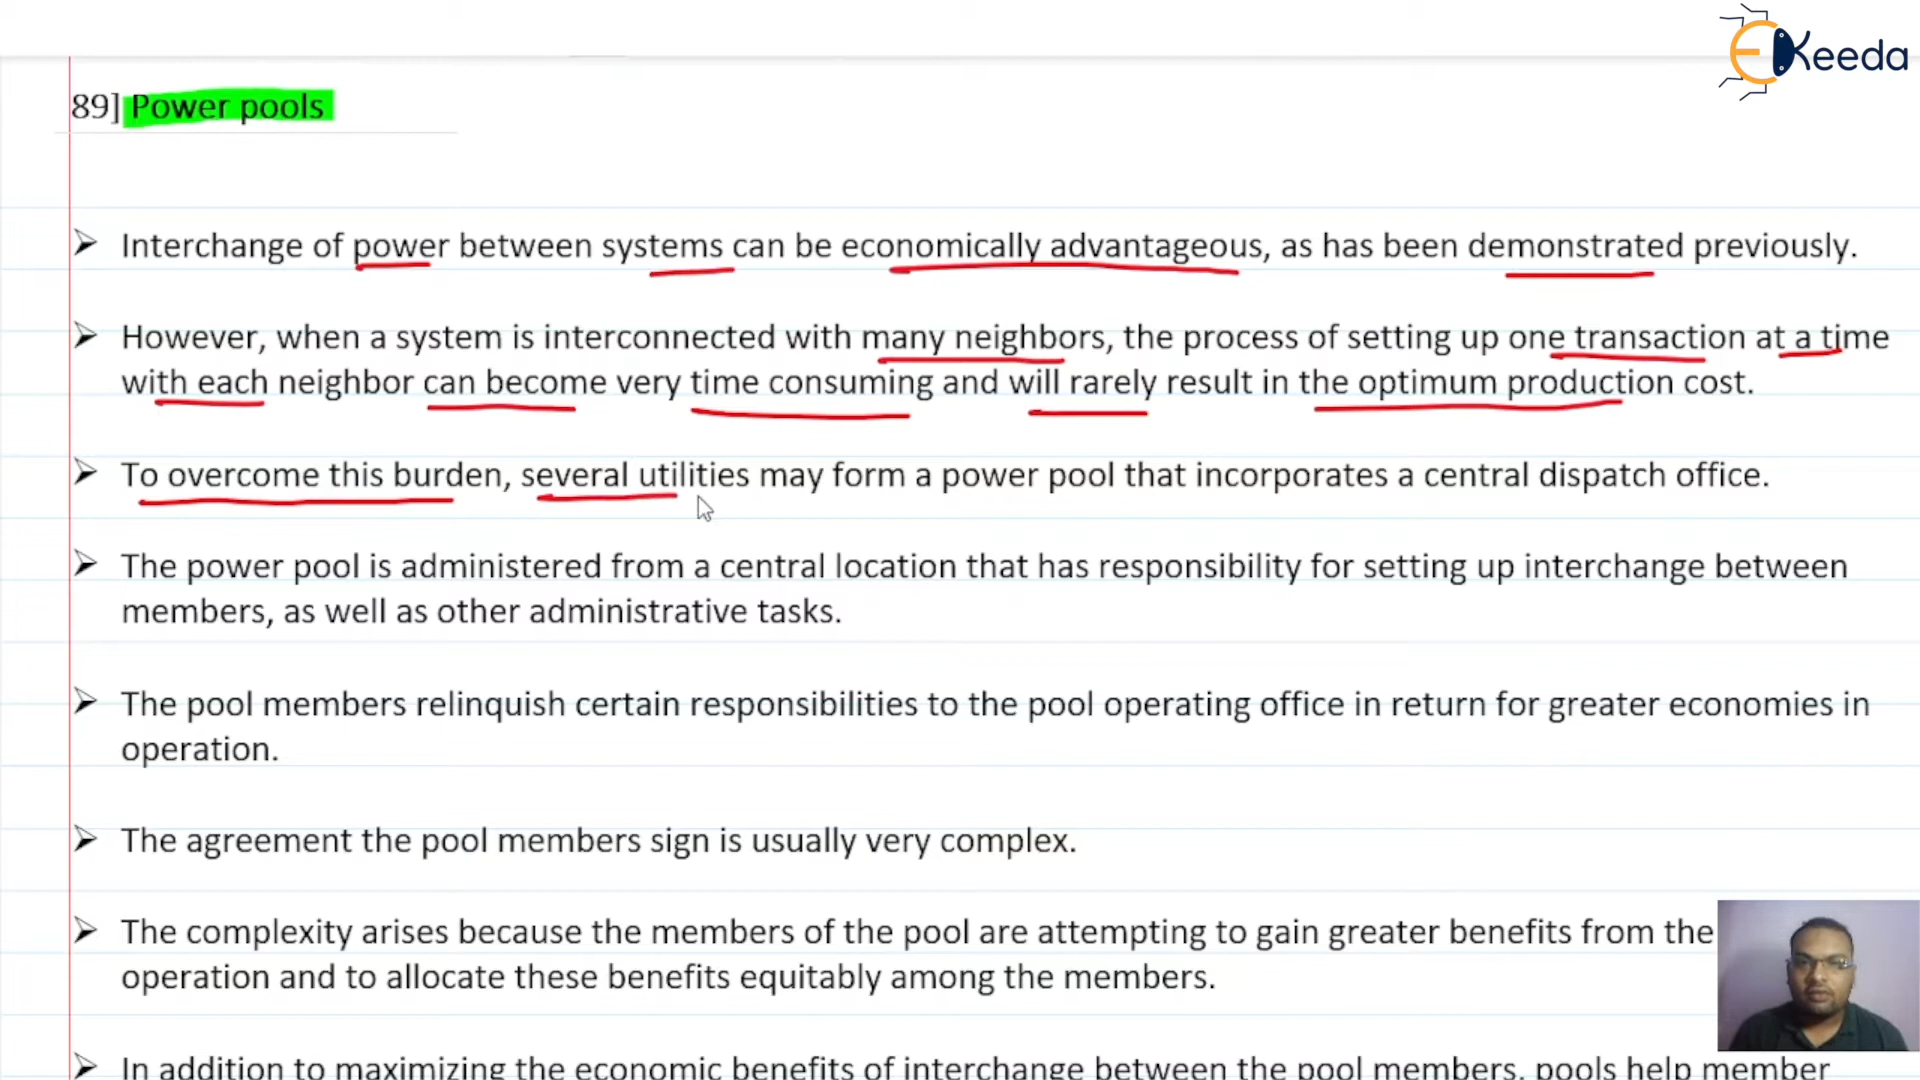 EKeeda
89] Power pools
➢ Interchange of power between systems can be economically advantageous, as has been demonstrated previously.
➢ However, when a system is interconnected with many neighbors, the process of setting up one transaction at a time
with each neighbor can become very time consuming and will rarely result in the optimum production cost.
➢ To overcome this burden, several utilities may form a power pool that incorporates a central dispatch office.
➢ The power pool is administered from a central location that has responsibility for setting up interchange between
members, as well as other administrative tasks.
➢ The pool members relinquish certain responsibilities to the pool operating office in return for greater economies in
operation.
➢ The agreement the pool members sign is usually very complex.
➢ The complexity arises because the members of the pool are attempting to gain greater benefits from the
operation and to allocate these benefits equitably among the members.
➢ In addition to maximizing the economic benefits of interchange between the pool members, pools help member